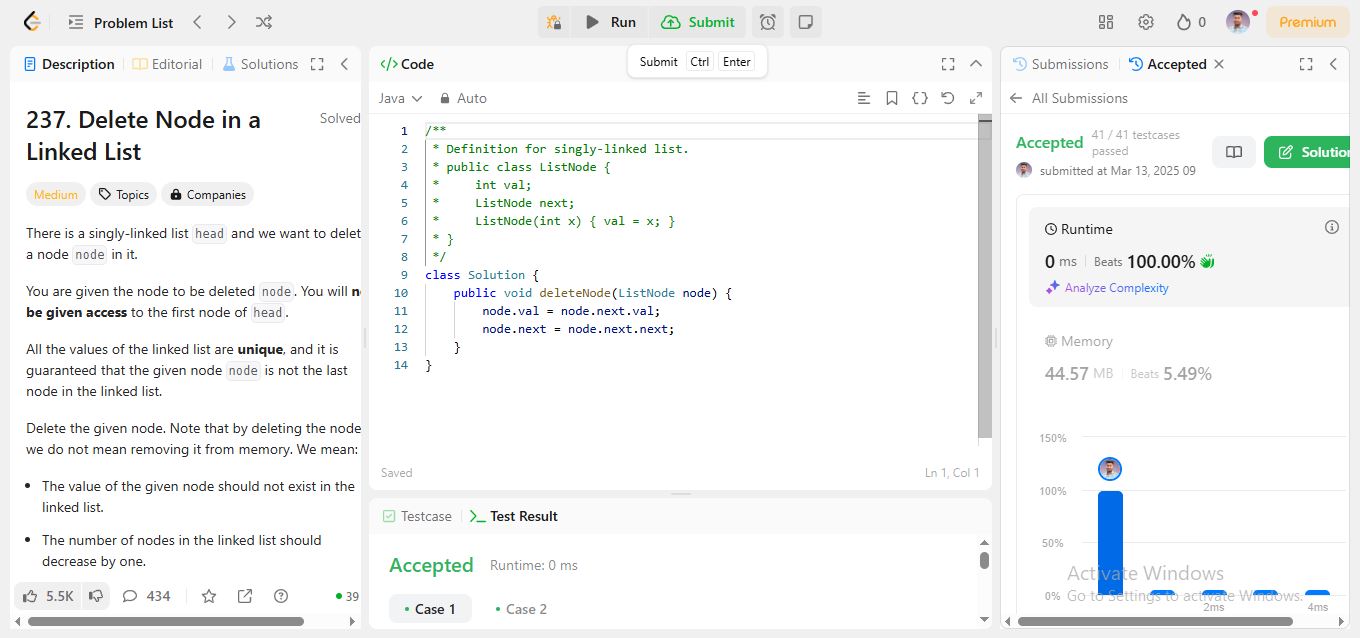 Problem List
Run
Submit
0
Premium
Submit Ctrl Enter
Description
Editorial
Solutions
237. Delete Node in a
Linked List
Solved
Medium
Topics
Companies
There is a singly-linked list head and we want to delet
a node node in it.
You are given the node to be deleted node. You will n
be given access to the first node of head.
All the values of the linked list are unique, and it is
guaranteed that the given node node is not the last
node in the linked list.
Delete the given node. Note that by deleting the node
we do not mean removing it from memory. We mean:
• The value of the given node should not exist in the
linked list.
• The number of nodes in the linked list should
decrease by one.
5.5K
434
39
</> Code
Java
Auto
1 /**
2 * Definition for singly-linked list.
3 * public class ListNode {
4 *     int val;
5 *     ListNode next;
6 *     ListNode(int x) { val = x; }
7 * }
8 */
9 class Solution {
10     public void deleteNode(ListNode node) {
11         node.val = node.next.val;
12         node.next = node.next.next;
13     }
14 }
Saved
Ln 1, Col 1
Testcase
Test Result
Accepted
Runtime: 0 ms
• Case 1
• Case 2
Submissions
Accepted
All Submissions
Accepted
41 / 41 testcases
passed
submitted at Mar 13, 2025 09
Solution
Runtime
0 ms
Beats 100.00%
Analyze Complexity
Memory
44.57 MB
Beats 5.49%
150%
100%
50%
0%
2ms
4ms
Activate Windows
Go to Settings to activate Windows.